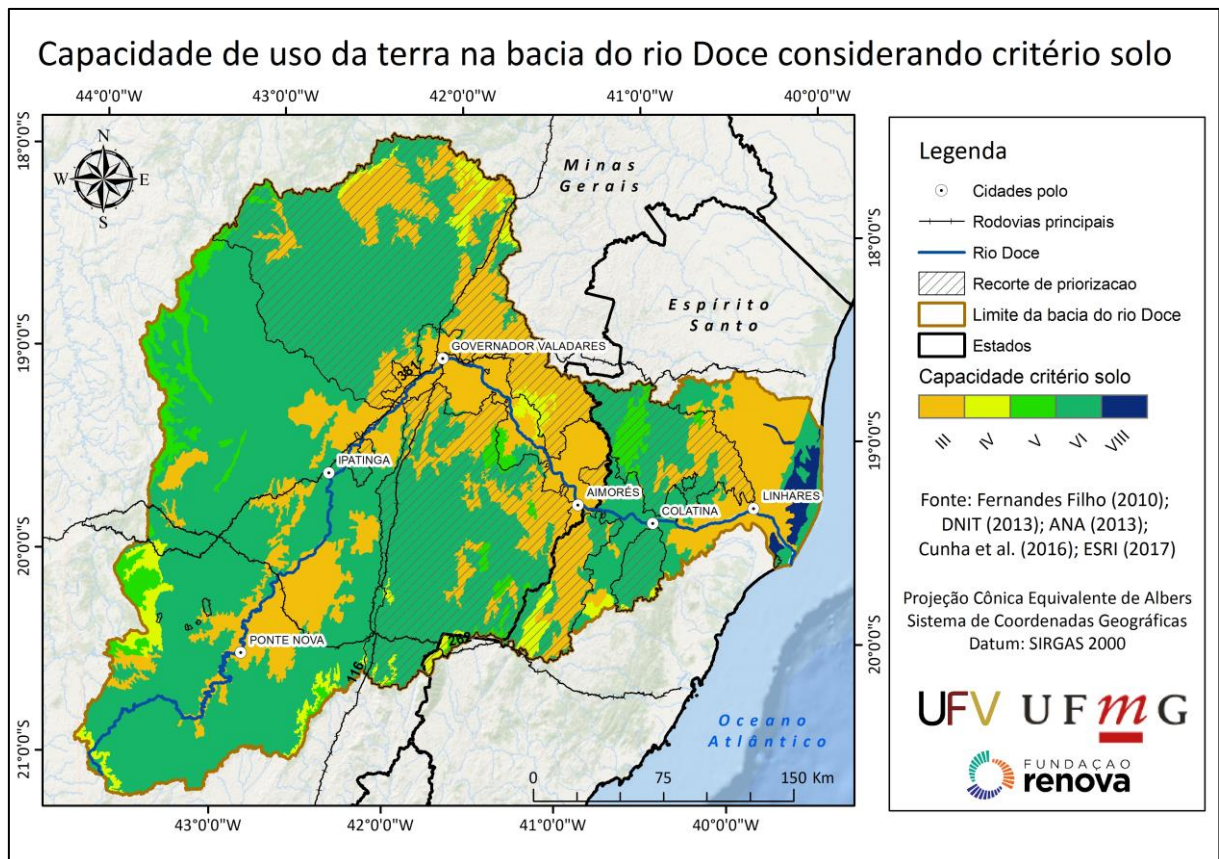 Capacidade de uso da terra na bacia do rio Doce considerando critério solo
44°0'0"W 43°0'0"W 42°0'0"W 41°0'0"W 40°0'0"W
18°0'0"S
19°0'0"S
20°0'0"S
21°0'0"S
N
W E
S
Minas
Gerais
Espírito
Santo
GOVERNADOR VALADARES
381
IPATINGA
AIMORÉS
COLATINA
LINHARES
PONTE NOVA
262
116
Oceano
Atlântico
0 75 150 Km
18°0'0"S
19°0'0"S
20°0'0"S
43°0'0"W 42°0'0"W 41°0'0"W 40°0'0"W
Legenda
Cidades polo
Rodovias principais
Rio Doce
Recorte de priorizacao
Limite da bacia do rio Doce
Estados
Capacidade critério solo
III IV V VI VIII
Fonte: Fernandes Filho (2010);
DNIT (2013); ANA (2013);
Cunha et al. (2016); ESRI (2017)
Projeção Cônica Equivalente de Albers
Sistema de Coordenadas Geográficas
Datum: SIRGAS 2000
UFV UFmG
FUNDAÇÃO
renova